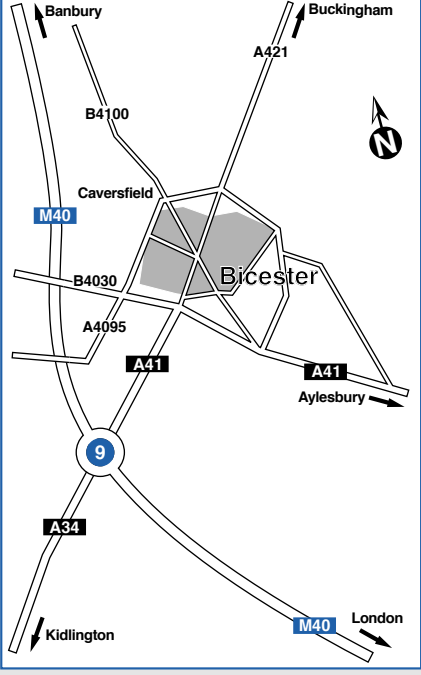 Banbury
Buckingham
A421
B4100
N
Caversfield
M40
Bicester
B4030
A4095
A41
A41
Aylesbury
9
A34
London
M40
Kidlington